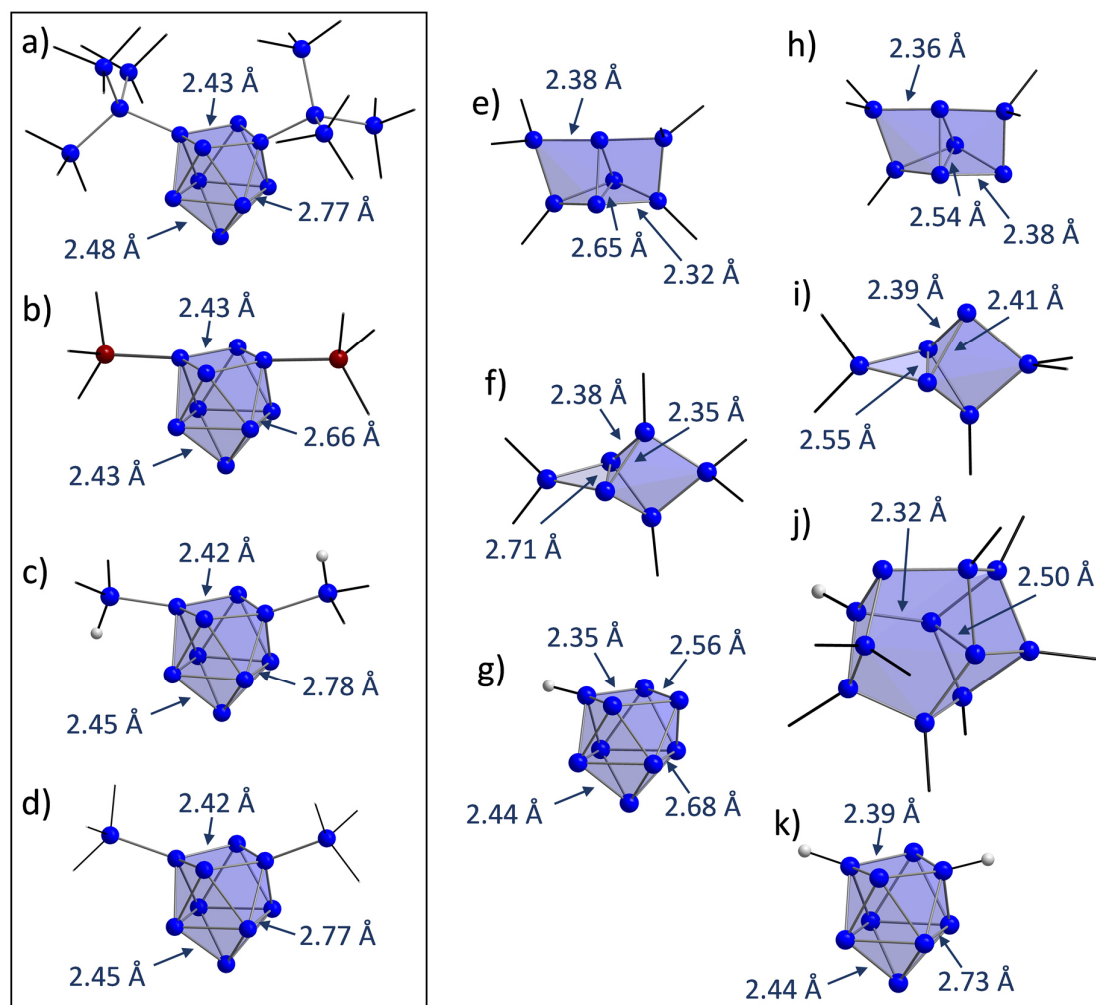 a)
2.43 Å
2.48 Å
2.77 Å
b)
2.43 Å
2.43 Å
2.66 Å
c)
2.42 Å
2.45 Å
2.78 Å
d)
2.42 Å
2.45 Å
2.77 Å
e)
2.38 Å
2.65 Å
2.32 Å
f)
2.38 Å
2.35 Å
2.71 Å
g)
2.35 Å
2.56 Å
2.44 Å
2.68 Å
h)
2.36 Å
2.54 Å
2.38 Å
i)
2.39 Å
2.41 Å
2.55 Å
j)
2.32 Å
2.50 Å
k)
2.39 Å
2.44 Å
2.73 Å